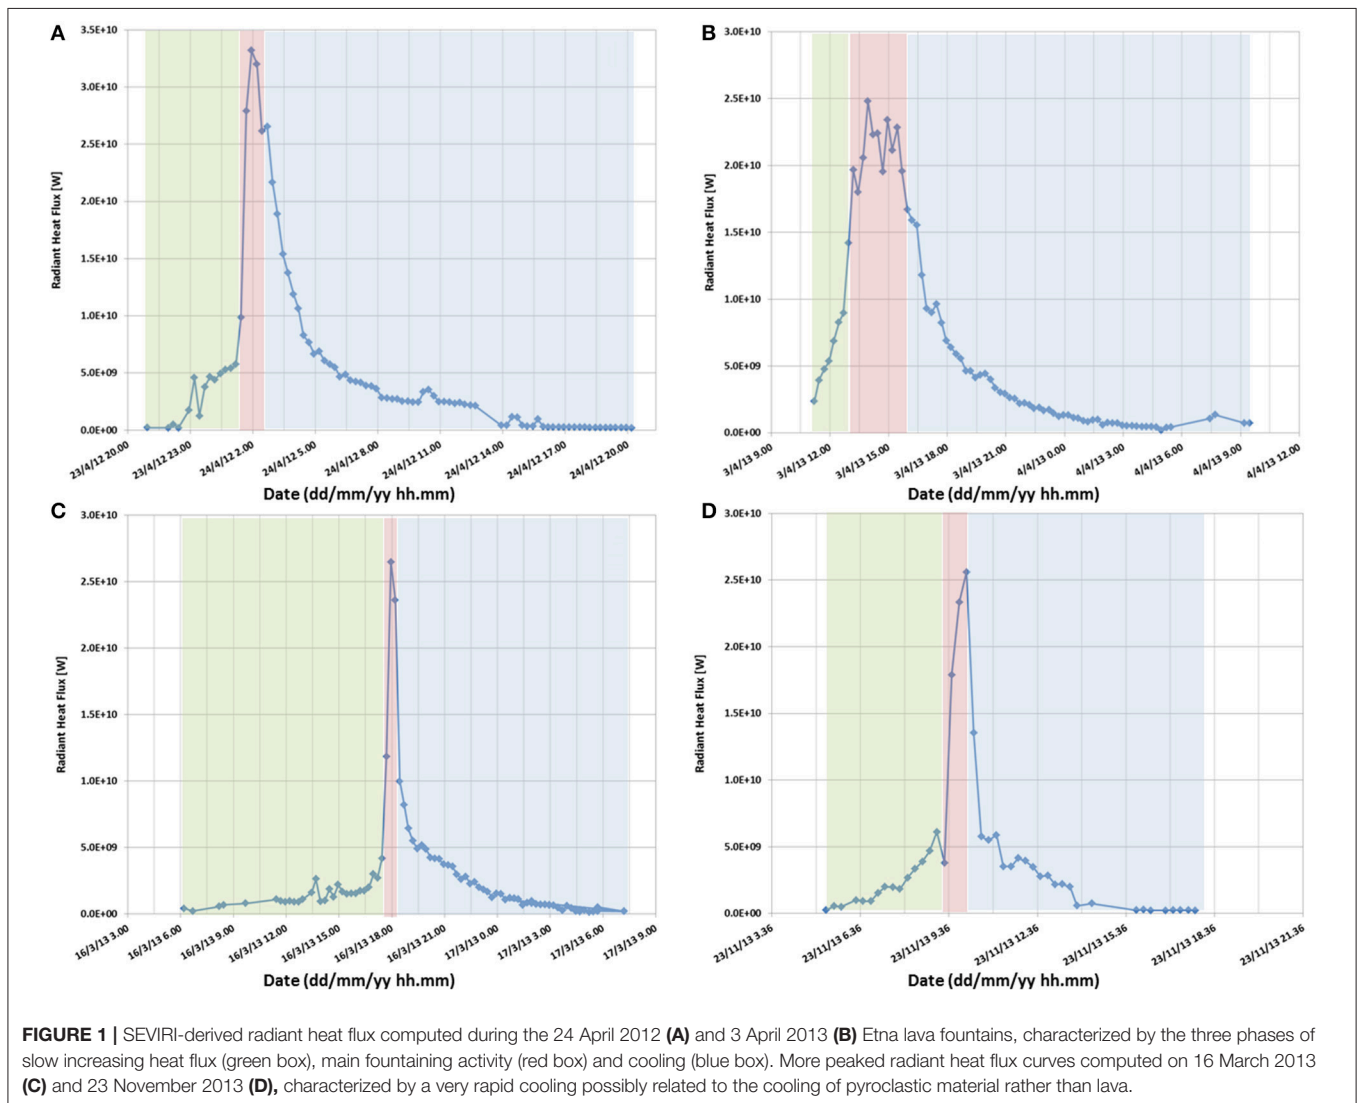 A
3.5E+10
3.0E+10
2.5E+10
2.0E+10
1.5E+10
1.0E+10
5.0E+09
0.0E+00
Radiant Heat Flux [W]
23/4/12 20.00
23/4/12 23.00
24/4/12 2.00
24/4/12 5.00
24/4/12 8.00
24/4/12 11.00
24/4/12 14.00
24/4/12 17.00
24/4/12 20.00
Date (dd/mm/yy hh.mm)
B
3.0E+10
2.5E+10
2.0E+10
1.5E+10
1.0E+10
5.0E+09
0.0E+00
Radiant Heat Flux [W]
3/4/13 9.00
3/4/13 12.00
3/4/13 15.00
3/4/13 18.00
3/4/13 21.00
4/4/13 0.00
4/4/13 3.00
4/4/13 6.00
4/4/13 9.00
4/4/13 12.00
Date (dd/mm/yy hh.mm)
C
3.0E+10
2.5E+10
2.0E+10
1.5E+10
1.0E+10
5.0E+09
0.0E+00
Radiant Heat Flux [W]
16/3/13 3.00
16/3/13 6.00
16/3/13 9.00
16/3/13 12.00
16/3/13 15.00
16/3/13 18.00
16/3/13 21.00
17/3/13 0.00
17/3/13 3.00
17/3/13 6.00
17/3/13 9.00
Date (dd/mm/yy hh.mm)
D
3.0E+10
2.5E+10
2.0E+10
1.5E+10
1.0E+10
5.0E+09
0.0E+00
Radiant Heat Flux [W]
23/11/13 3.36
23/11/13 6.36
23/11/13 9.36
23/11/13 12.36
23/11/13 15.36
23/11/13 18.36
23/11/13 21.36
Date (dd/mm/yy hh.mm)
FIGURE 1 | SEVIRI-derived radiant heat flux computed during the 24 April 2012 (A) and 3 April 2013 (B) Etna lava fountains, characterized by the three phases of
slow increasing heat flux (green box), main fountaining activity (red box) and cooling (blue box). More peaked radiant heat flux curves computed on 16 March 2013
(C) and 23 November 2013 (D), characterized by a very rapid cooling possibly related to the cooling of pyroclastic material rather than lava.